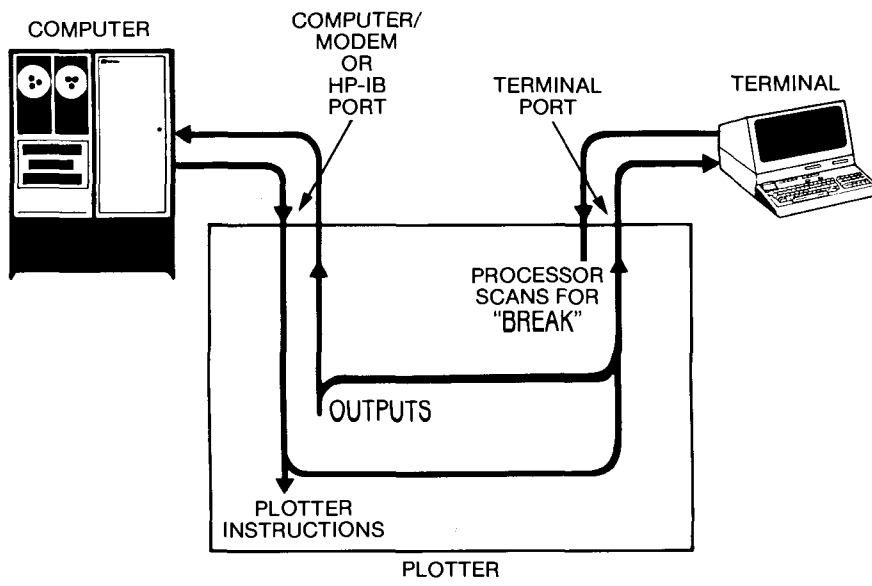 COMPUTER
COMPUTER/
MODEM
OR
HP-IB
PORT
TERMINAL
PORT
TERMINAL
PROCESSOR
SCANS FOR
"BREAK"
OUTPUTS
PLOTTER
INSTRUCTIONS
PLOTTER